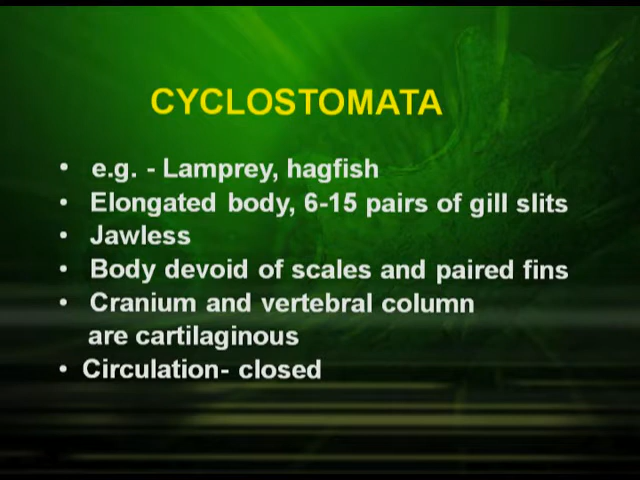 CYCLOSTOMATA
• e.g. - Lamprey, hagfish
• Elongated body, 6-15 pairs of gill slits
• Jawless
• Body devoid of scales and paired fins
• Cranium and vertebral column
are cartilaginous
• Circulation- closed